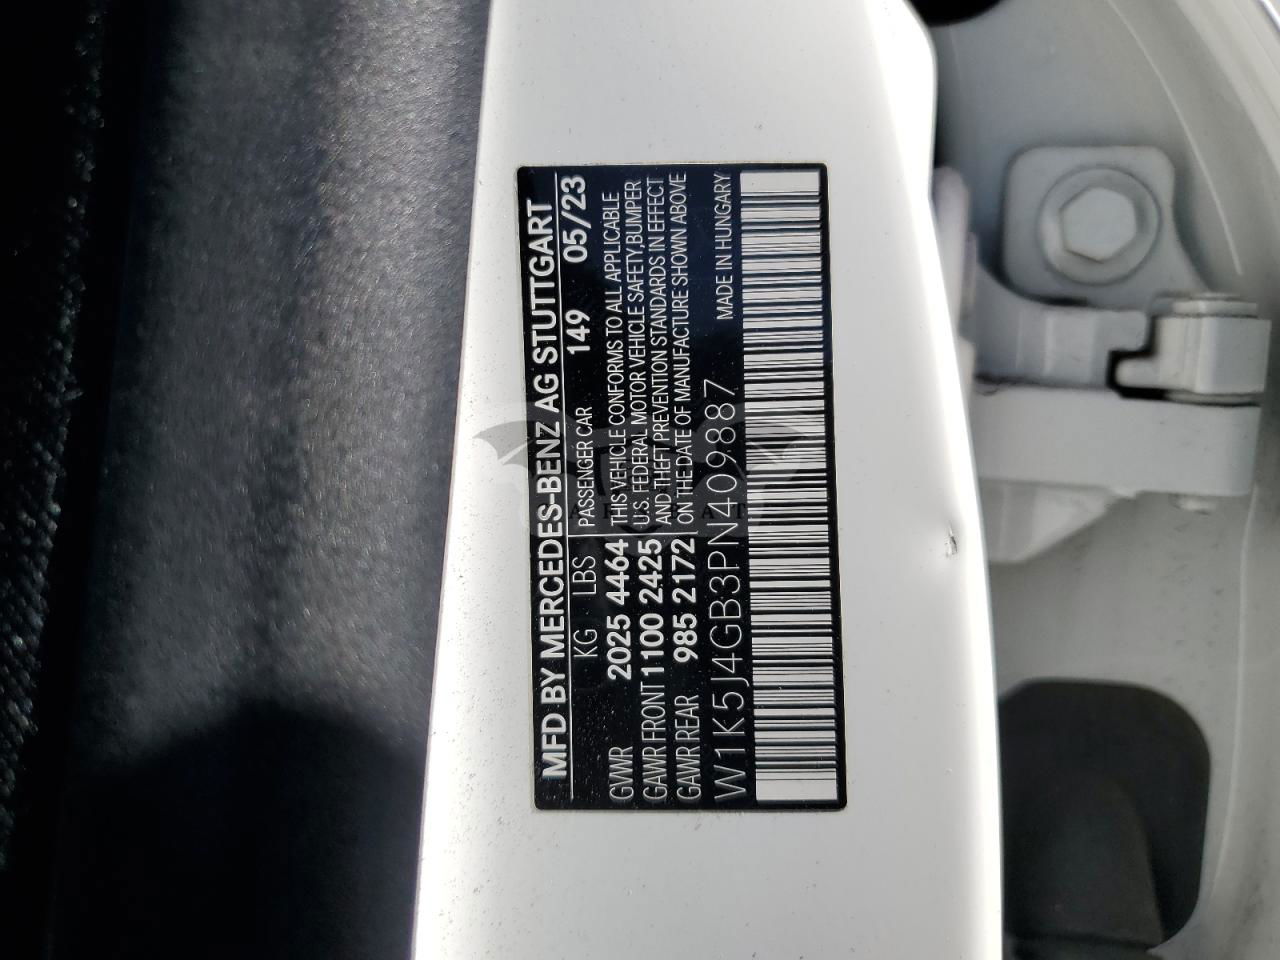 MFD BY MERCEDES-BENZ AG STUTTGART
KG LBS PASSENGER CAR 149 05/23
GVWR 2025 4464 THIS VEHICLE CONFORMS TO ALL APPLICABLE
GAWR FRONT 1100 2425 U.S. FEDERAL MOTOR VEHICLE SAFETY, BUMPER
GAWR REAR 985 2172 AND THEFT PREVENTION STANDARDS IN EFFECT
ON THE DATE OF MANUFACTURE SHOWN ABOVE
W1K5J4GB3PN409887 MADE IN HUNGARY